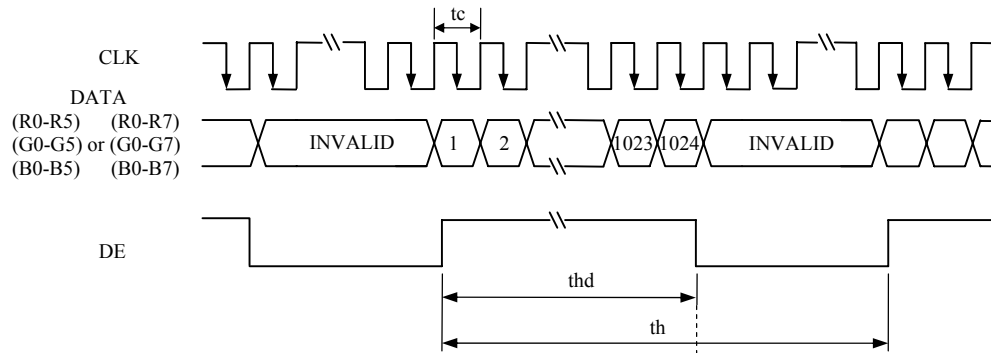 tc
CLK
DATA
(R0-R5) (R0-R7)
(G0-G5) or (G0-G7)
(B0-B5) (B0-B7)
INVALID 1 2 1023 1024 INVALID
DE
thd
th